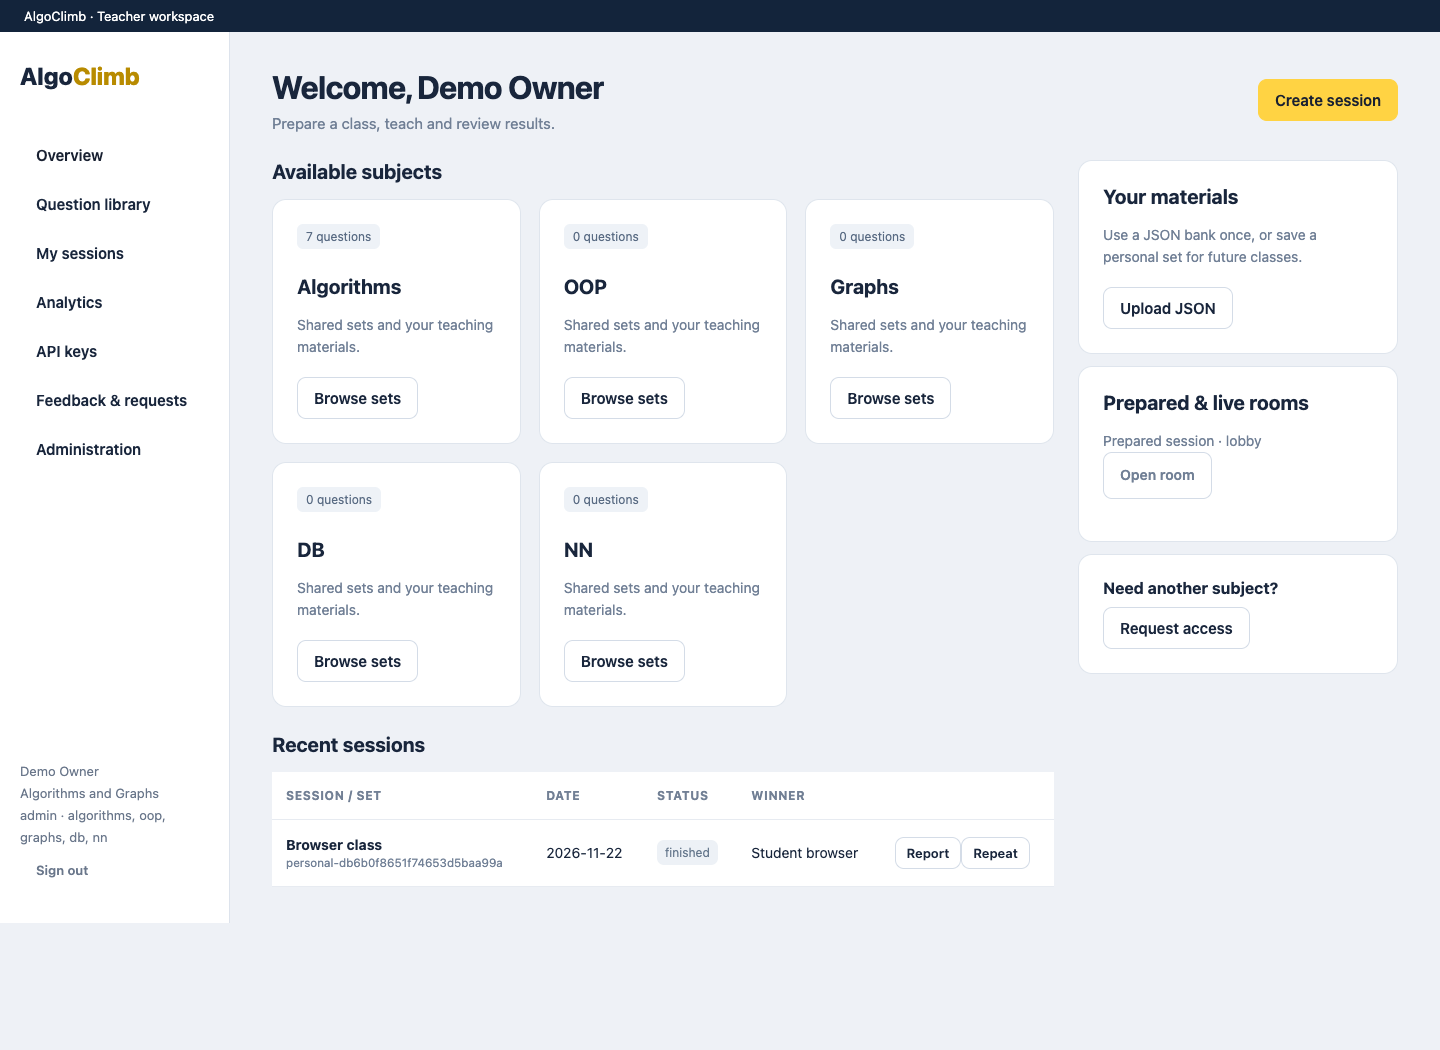 AlgoClimb · Teacher workspace
AlgoClimb
Overview
Question library
My sessions
Analytics
API keys
Feedback & requests
Administration
Demo Owner
Algorithms and Graphs
admin · algorithms, oop,
graphs, db, nn
Sign out
Welcome, Demo Owner
Prepare a class, teach and review results.
Create session
Available subjects
7 questions
Algorithms
Shared sets and your teaching
materials.
Browse sets
0 questions
OOP
Shared sets and your teaching
materials.
Browse sets
0 questions
Graphs
Shared sets and your teaching
materials.
Browse sets
0 questions
DB
Shared sets and your teaching
materials.
Browse sets
0 questions
NN
Shared sets and your teaching
materials.
Browse sets
Your materials
Use a JSON bank once, or save a
personal set for future classes.
Upload JSON
Prepared & live rooms
Prepared session · lobby
Open room
Need another subject?
Request access
Recent sessions
SESSION / SET DATE STATUS WINNER
Browser class
personal-db6b0f8651f74653d5baa99a
2026-11-22 finished Student browser Report Repeat